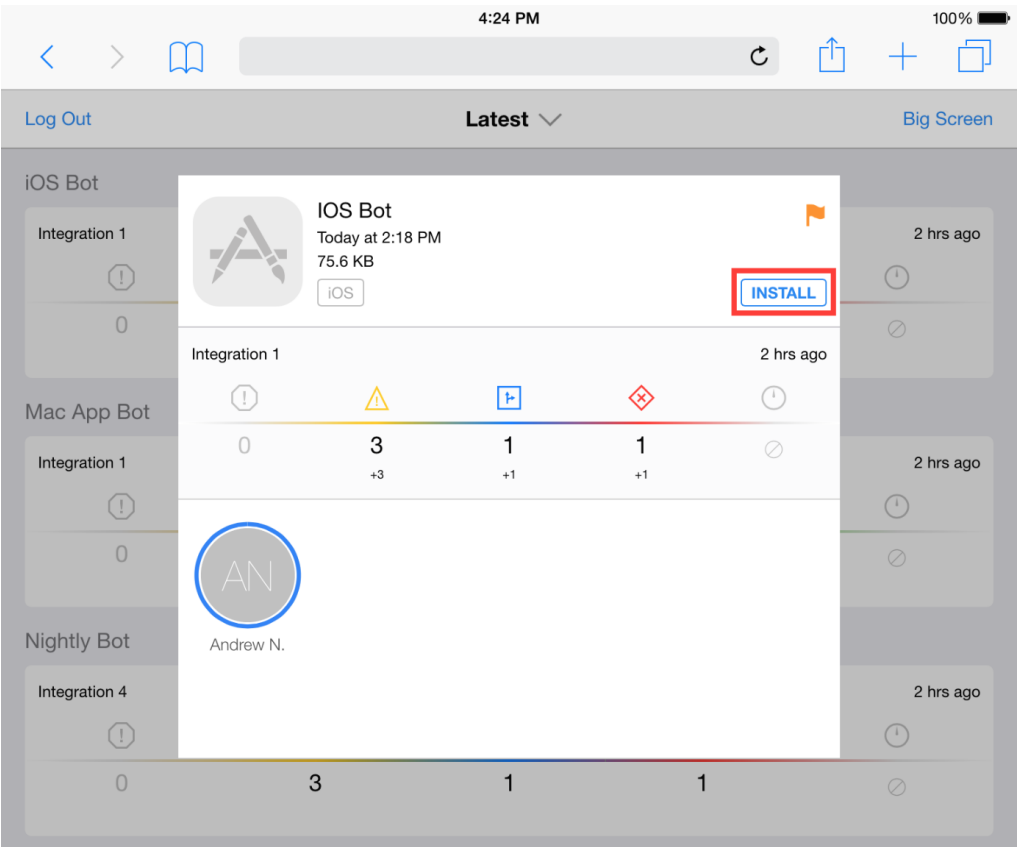 4:24 PM
100%
Log Out
Latest
Big Screen
iOS Bot
Integration 1
2 hrs ago
0
IOS Bot
Today at 2:18 PM
75.6 KB
iOS
INSTALL
Integration 1
2 hrs ago
0
3
1
1
+3
+1
+1
AN
Andrew N.
Mac App Bot
Integration 1
2 hrs ago
0
Nightly Bot
Integration 4
2 hrs ago
0
3
1
1